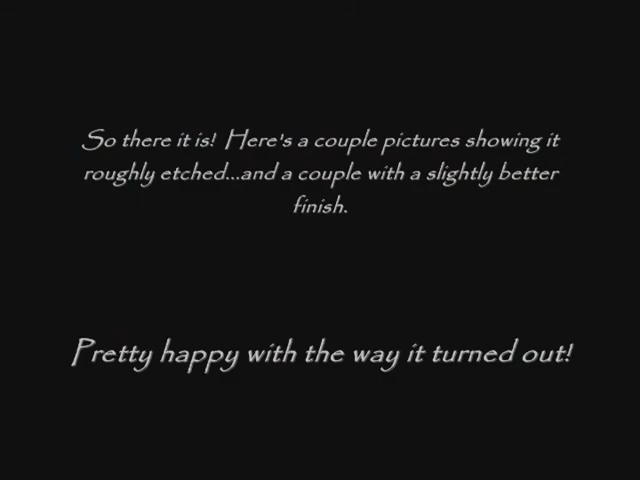 So there it is! Here's a couple pictures showing it
roughly etched...and a couple with a slightly better
finish.
Pretty happy with the way it turned out!